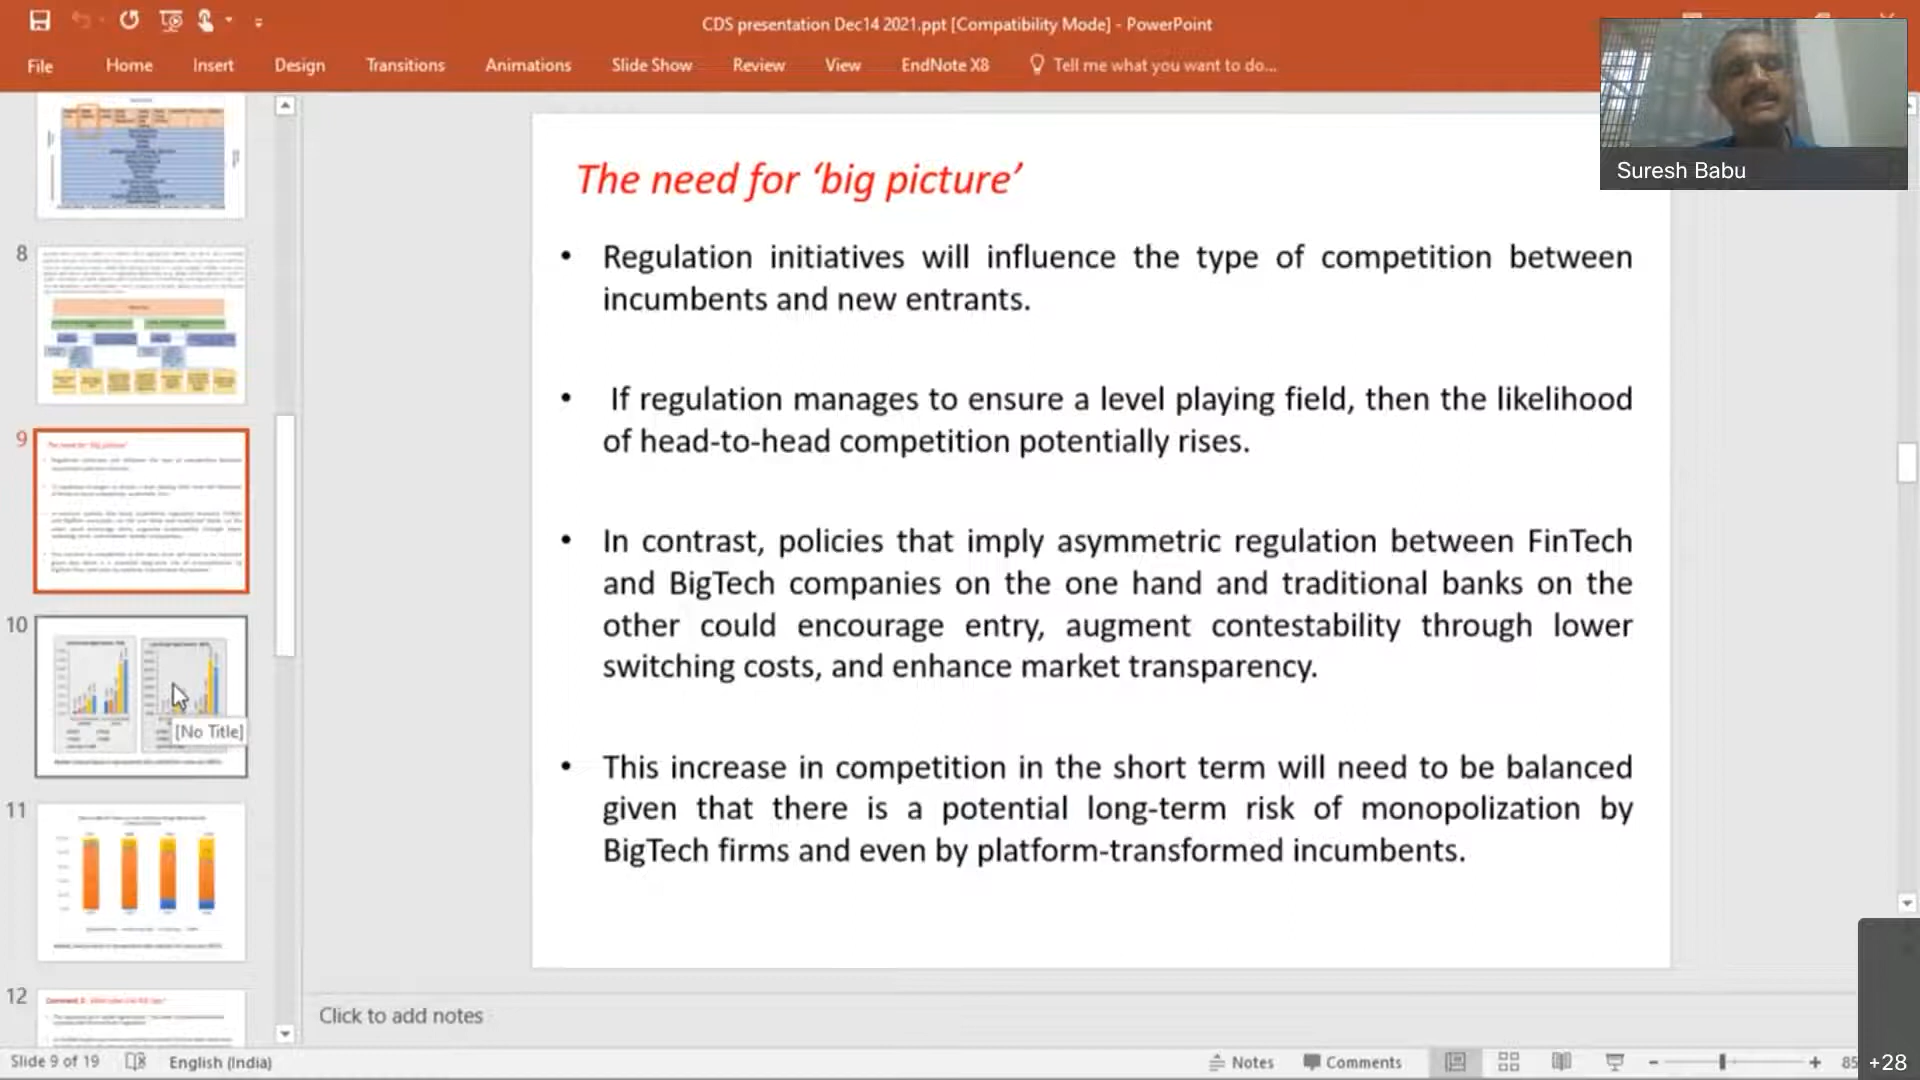 CDS presentation Dec14 2021.ppt [Compatibility Mode] - PowerPoint
File Home Insert Design Transitions Animations Slide Show Review View EndNote X8 Tell me what you want to do...
Suresh Babu
8
9
10
[No Title]
11
12
The need for ‘big picture’
• Regulation initiatives will influence the type of competition between
incumbents and new entrants.
• If regulation manages to ensure a level playing field, then the likelihood
of head-to-head competition potentially rises.
• In contrast, policies that imply asymmetric regulation between FinTech
and BigTech companies on the one hand and traditional banks on the
other could encourage entry, augment contestability through lower
switching costs, and enhance market transparency.
• This increase in competition in the short term will need to be balanced
given that there is a potential long-term risk of monopolization by
BigTech firms and even by platform-transformed incumbents.
Click to add notes
Slide 9 of 19 English (India) Notes Comments
+28